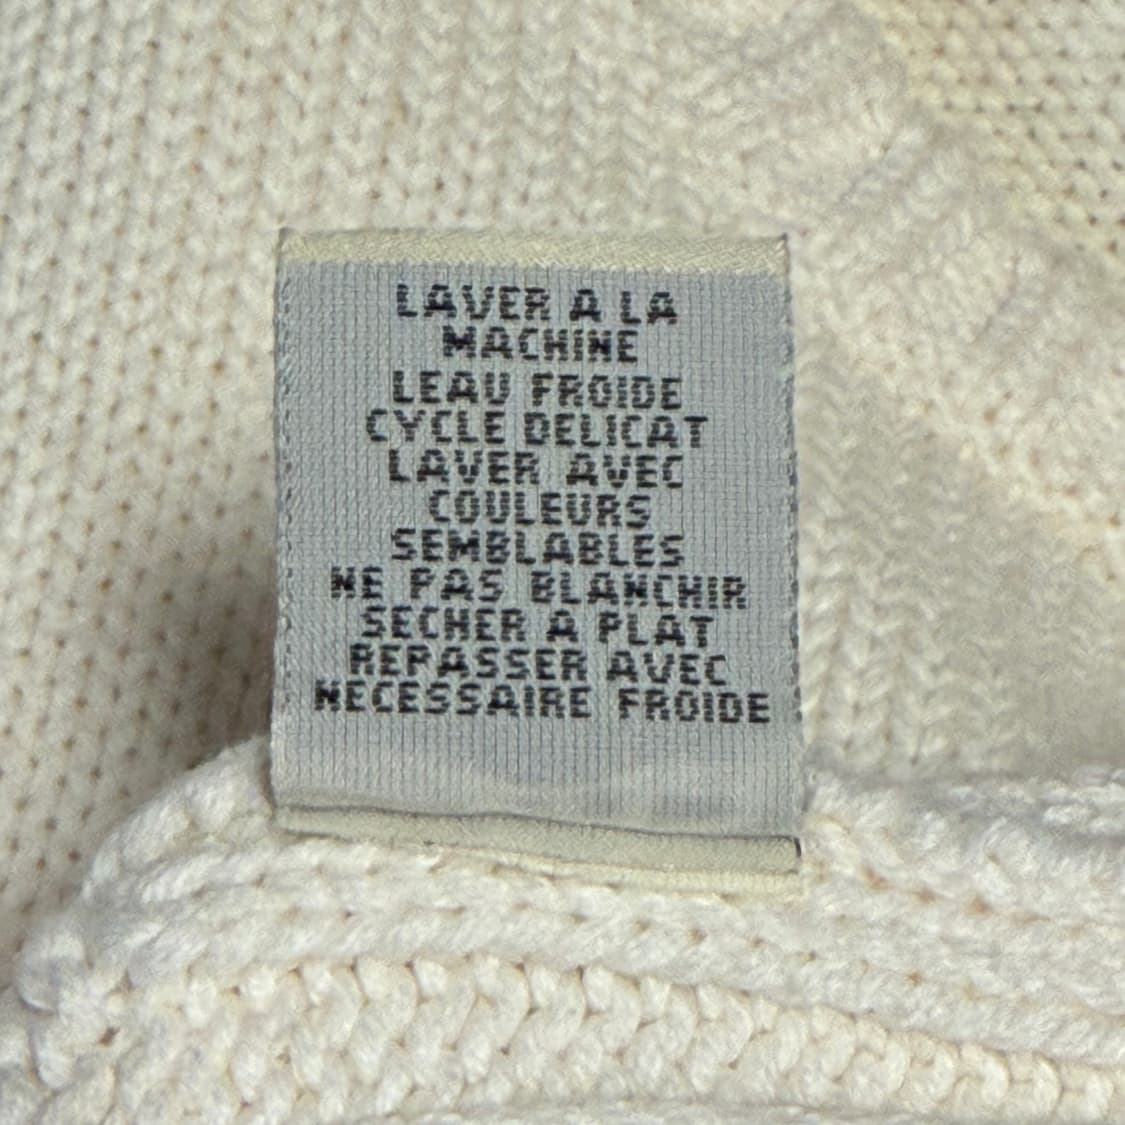 LAVER A LA
MACHINE
LEAU FROIDE
CYCLE DELICAT
LAVER AVEC
COULEURS
SEMBLABLES
NE PAS BLANCHIR
SECHER A PLAT
REPASSER AVEC
NECESSAIRE FROIDE